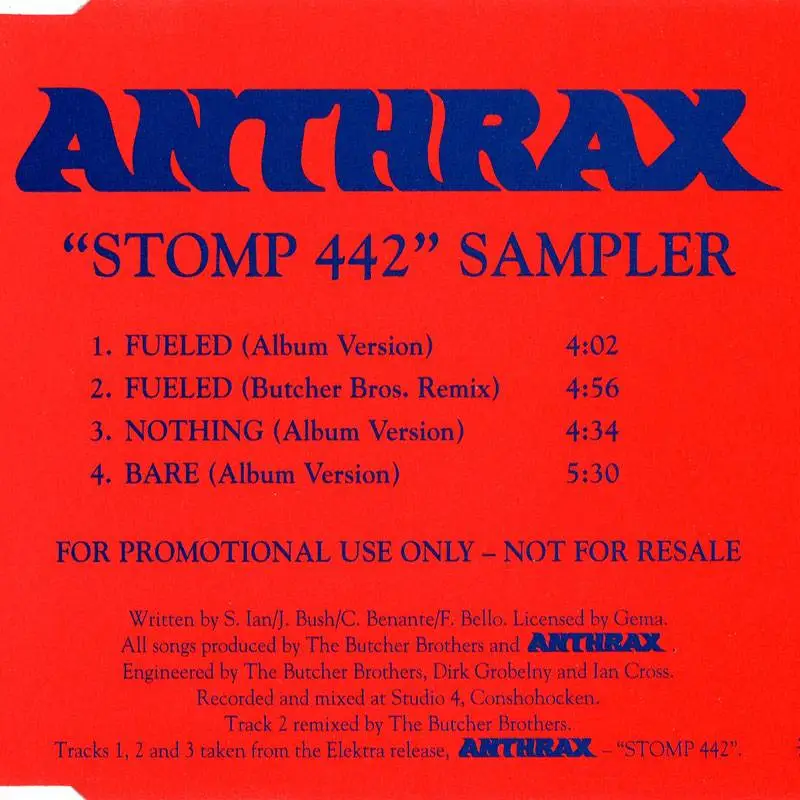 ANTHRAX
“STOMP 442” SAMPLER
1. FUELED (Album Version) 4:02
2. FUELED (Butcher Bros. Remix) 4:56
3. NOTHING (Album Version) 4:34
4. BARE (Album Version) 5:30
FOR PROMOTIONAL USE ONLY – NOT FOR RESALE
Written by S. Ian/J. Bush/C. Benante/F. Bello. Licensed by Gema.
All songs produced by The Butcher Brothers and ANTHRAX.
Engineered by The Butcher Brothers, Dirk Grobelny and Ian Cross.
Recorded and mixed at Studio 4, Conshohocken.
Track 2 remixed by The Butcher Brothers.
Tracks 1, 2 and 3 taken from the Elektra release, ANTHRAX – “STOMP 442”.